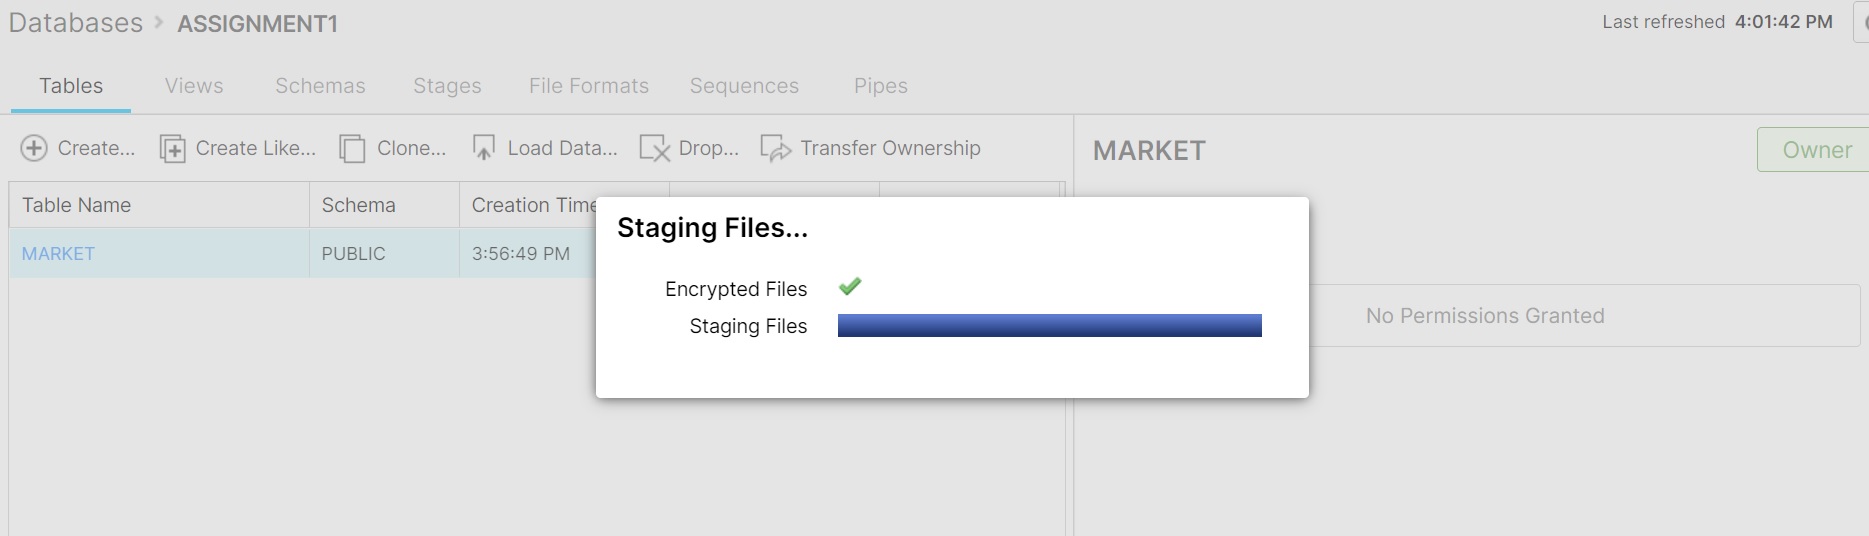 Databases > ASSIGNMENT1
Last refreshed 4:01:42 PM
Tables Views Schemas Stages File Formats Sequences Pipes
Create... Create Like... Clone... Load Data... Drop... Transfer Ownership
MARKET
Owner
Table Name Schema Creation Time
MARKET PUBLIC 3:56:49 PM
Staging Files...
Encrypted Files
Staging Files
No Permissions Granted